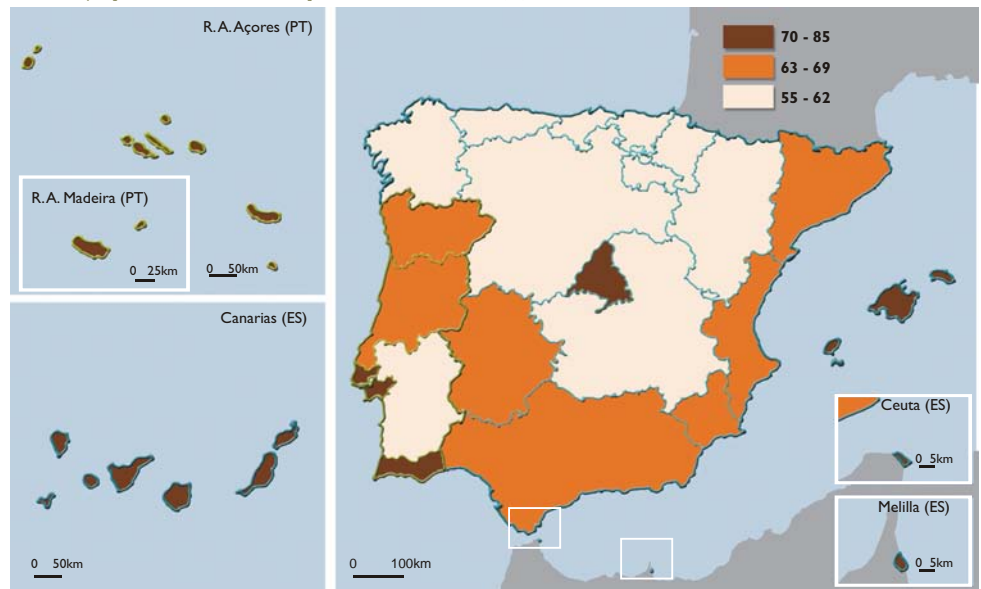 R. A. Açores (PT)
70 - 85
63 - 69
55 - 62
R. A. Madeira (PT)
0 25km
0 50km
Canarias (ES)
0 50km
0 100km
Ceuta (ES)
0 5km
Melilla (ES)
0 5km